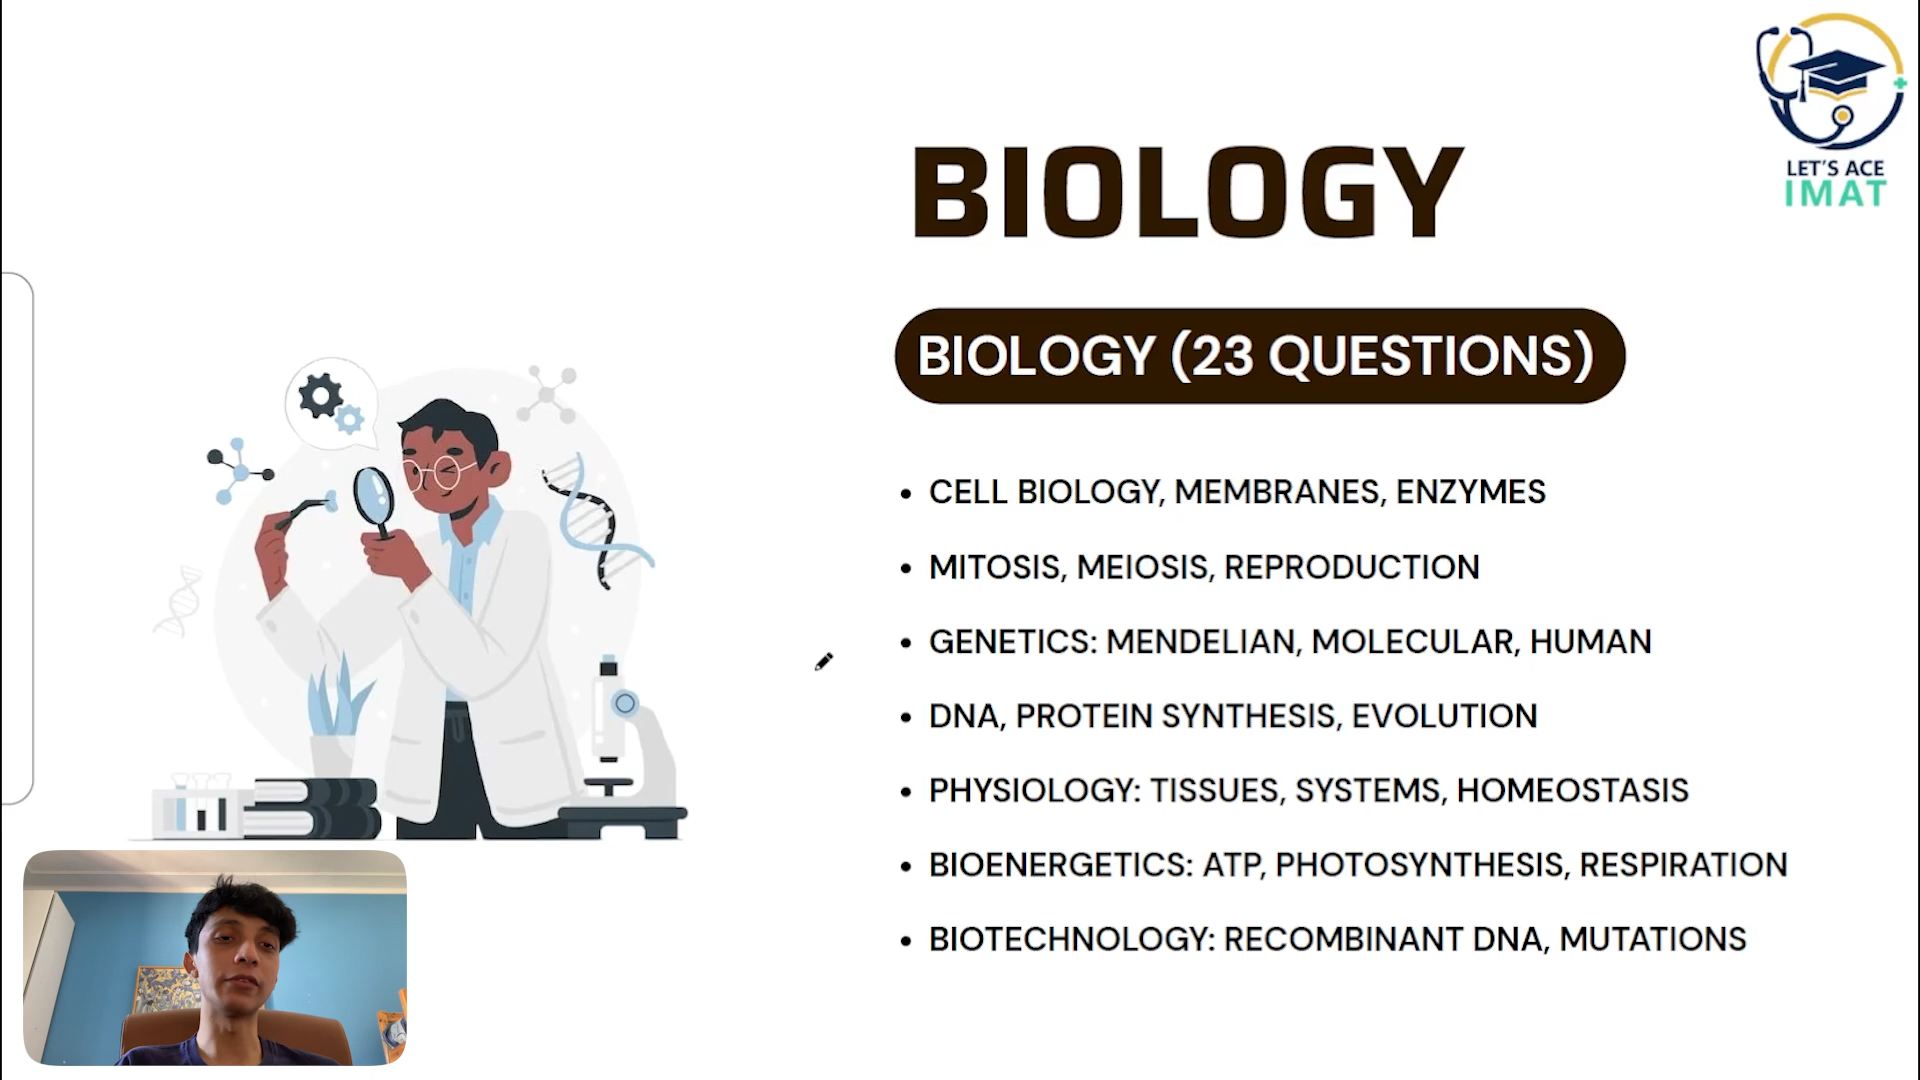 LET'S ACE
IMAT
BIOLOGY
BIOLOGY (23 QUESTIONS)
• CELL BIOLOGY, MEMBRANES, ENZYMES
• MITOSIS, MEIOSIS, REPRODUCTION
• GENETICS: MENDELIAN, MOLECULAR, HUMAN
• DNA, PROTEIN SYNTHESIS, EVOLUTION
• PHYSIOLOGY: TISSUES, SYSTEMS, HOMEOSTASIS
• BIOENERGETICS: ATP, PHOTOSYNTHESIS, RESPIRATION
• BIOTECHNOLOGY: RECOMBINANT DNA, MUTATIONS